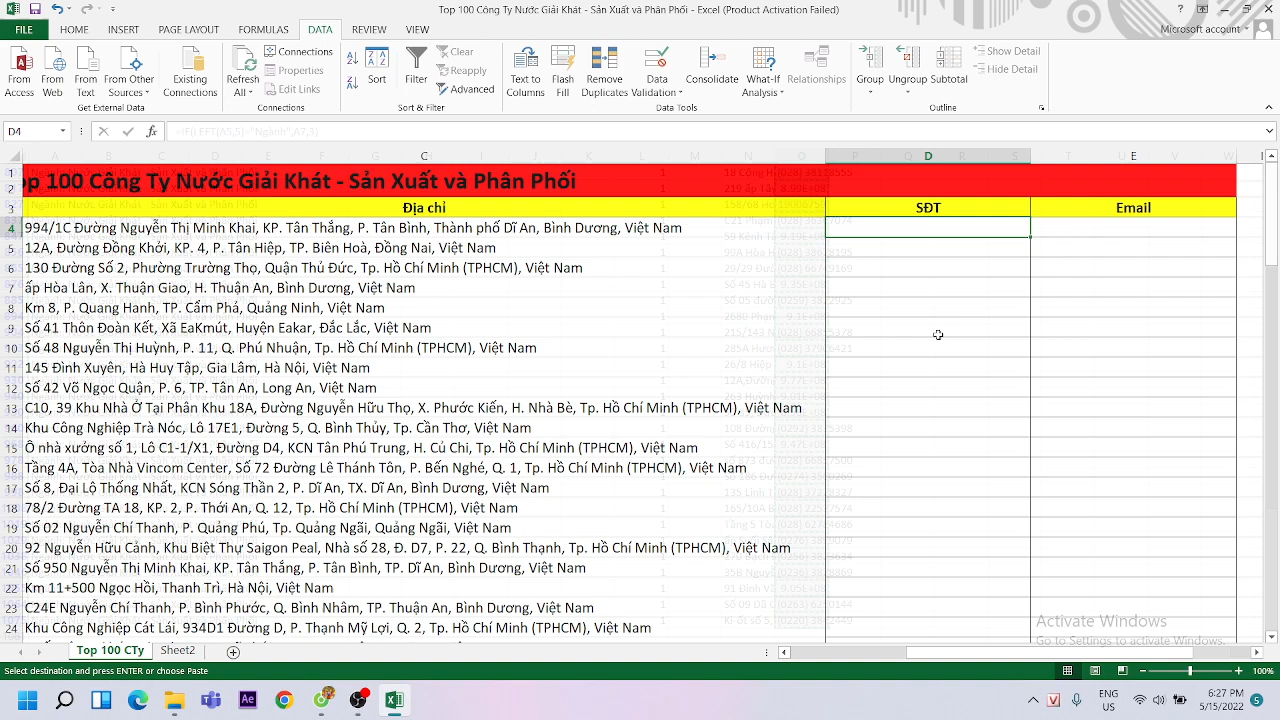 Top 100 Công Ty Nước Giải Khát - Sản Xuất và Phân Phối - Excel (Product Activation Failed)
FILE HOME INSERT PAGE LAYOUT FORMULAS DATA REVIEW VIEW Microsoft account
From Access From Web From Text From Other Sources Existing Connections Refresh All Connections Properties Edit Links Sort Filter Clear Reapply Advanced Text to Columns Flash Fill Remove Duplicates Data Validation Consolidate What-If Analysis Relationships Group Ungroup Subtotal Show Detail Hide Detail
Get External Data Connections Sort & Filter Data Tools Outline
D4 =IF(LEFT(A5,5)="Ngành",A7,3)
C D E
Top 100 Công Ty Nước Giải Khát - Sản Xuất và Phân Phối
Địa chỉ SĐT Email
994/1C Đường Nguyễn Thị Minh Khai, KP. Tân Thắng, P. Tân Bình, Thành phố Dĩ An, Bình Dương, Việt Nam
12A, Đường Đồng Khởi, KP. 4, P. Tân Hiệp, TP. Biên Hoà, Đồng Nai, Việt Nam
6 130 Đường Số 2, Phường Trường Thọ, Quận Thủ Đức, Tp. Hồ Chí Minh (TPHCM), Việt Nam
ấp Hòa Lân, X. Thuận Giao, H. Thuận An, Bình Dương, Việt Nam
Km 8, P. Quang Hanh, TP. Cẩm Phả, Quảng Ninh, Việt Nam
Số 41 Thôn Đoàn Kết, Xã EaKmút, Huyện Eakar, Đắc Lắc, Việt Nam
Số 48 Nguyễn Thị Huỳnh, P. 11, Q. Phú Nhuận, Tp. Hồ Chí Minh (TPHCM), Việt Nam
145 Đình Xuyên, Hà Huy Tập, Gia Lâm, Hà Nội, Việt Nam
Số 42 Võ Ngọc Quận, P. 6, TP. Tân An, Long An, Việt Nam
13 C10, 39 Khu Nhà Ở Tại Phân Khu 18A, Đường Nguyễn Hữu Thọ, X. Phước Kiển, H. Nhà Bè, Tp. Hồ Chí Minh (TPHCM), Việt Nam
Khu Công Nghiệp Trà Nóc, Lô 17E1, Đường 5, Q. Bình Thủy, Tp. Cần Thơ, Việt Nam
Ô nhà xưởng số 1, Lô C1-1/X1, Đường D4, KCN Tân Phú Trung, H. Củ Chi, Tp. Hồ Chí Minh (TPHCM), Việt Nam
Tầng 7, Tòa Nhà Vincom Center, Số 72 Đường Lê Thánh Tôn, P. Bến Nghé, Q. 1, Tp. Hồ Chí Minh (TPHCM), Việt Nam
Số 8, Đại Lộ Thống Nhất, KCN Sóng Thần 2, P. Dĩ An, TX. Dĩ An, Bình Dương, Việt Nam
18 78/2 Đường TA 18, KP. 2, P. Thới An, Q. 12, Tp. Hồ Chí Minh (TPHCM), Việt Nam
Số 02 Nguyễn Chí Thanh, P. Quảng Phú, Tp. Quảng Ngãi, Quảng Ngãi, Việt Nam
20 92 Nguyễn Hữu Cảnh, Khu Biệt Thự Saigon Peal, Nhà số 28, Đ. D7, P. 22, Q. Bình Thạnh, Tp. Hồ Chí Minh (TPHCM), Việt Nam
Số 950 Nguyễn Thị Minh Khai, KP. Tân Thắng, P. Tân Bình, TP. Dĩ An, Bình Dương, Việt Nam
22 Km 13, Ngọc Hồi, Thanh Trì, Hà Nội, Việt Nam
23 C24E Nguyễn Chí Thanh, P. Bình Phước, Q. Bình Nhâm, TP. Thuận An, Bình Dương, Việt Nam
24 Khu Công Nghiệp Cát Lái, 934D1 Đường D, P. Thạnh Mỹ Lợi, Q. 2, Tp. Hồ Chí Minh (TPHCM), Việt Nam
Activate Windows
Go to Settings to activate Windows.
Top 100 CTy Sheet2
Select destination and press ENTER or choose Paste 100%
ENG US 6:27 PM 5/15/2022